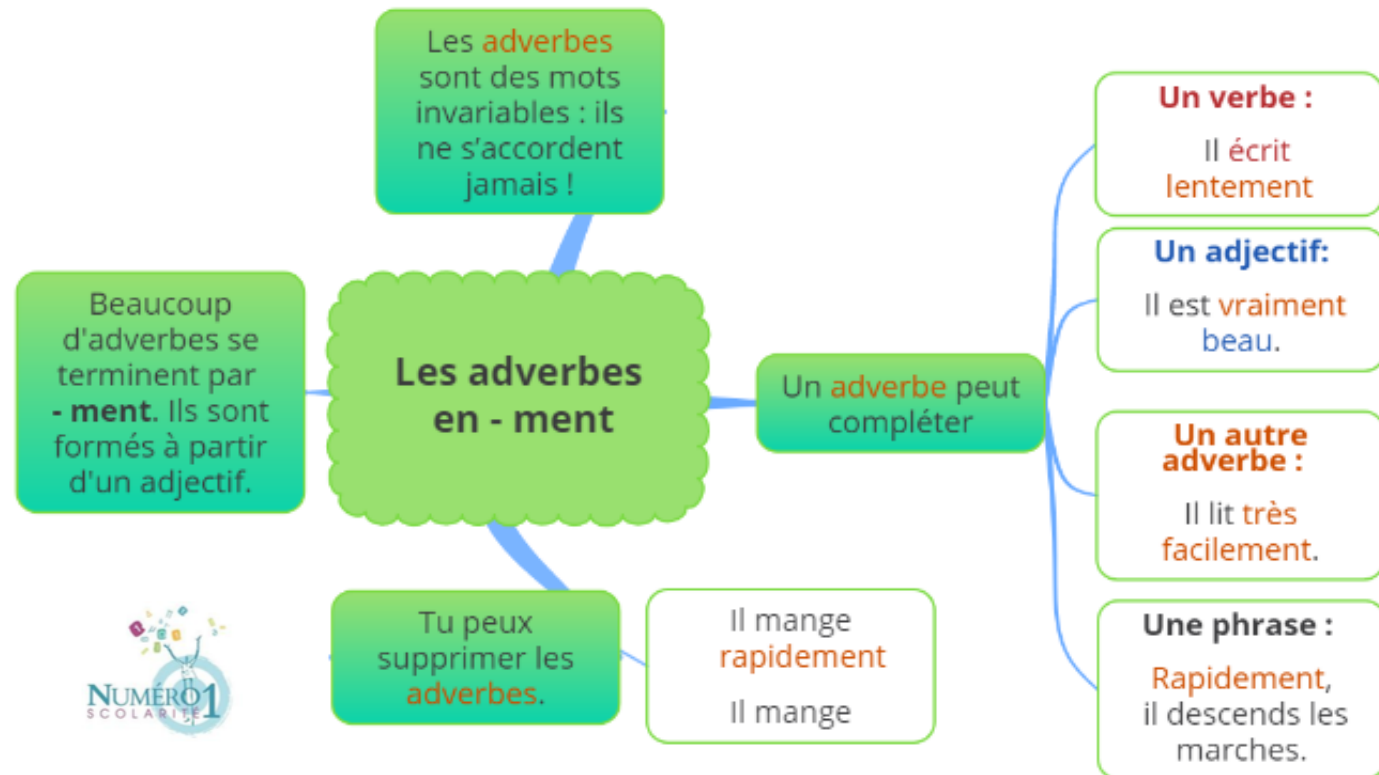 Les adverbes
sont des mots
invariables : ils
ne s'accordent
jamais !
Beaucoup
d'adverbes se
terminent par
- ment. Ils sont
formés à partir
d'un adjectif.
Les adverbes
en - ment
Un adverbe peut
compléter
Un verbe :
Il écrit
lentement
Un adjectif:
Il est vraiment
beau.
Un autre
adverbe :
Il lit très
facilement.
Une phrase :
Rapidement,
il descends les
marches.
Tu peux
supprimer les
adverbes.
Il mange
rapidement
Il mange
NUMÉRO1
SCOLARITÉ